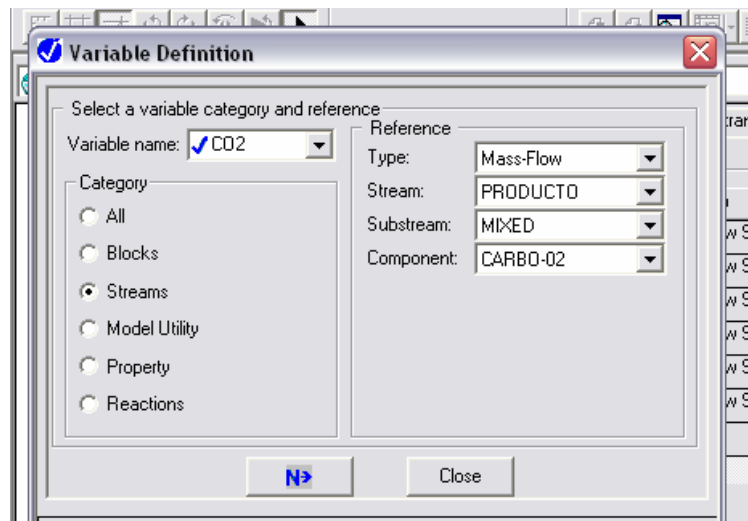 Variable Definition
Select a variable category and reference
Variable name: CO2
Category
All
Blocks
Streams
Model Utility
Property
Reactions
Reference
Type: Mass-Flow
Stream: PRODUCTO
Substream: MIXED
Component: CARBO-02
N
Close